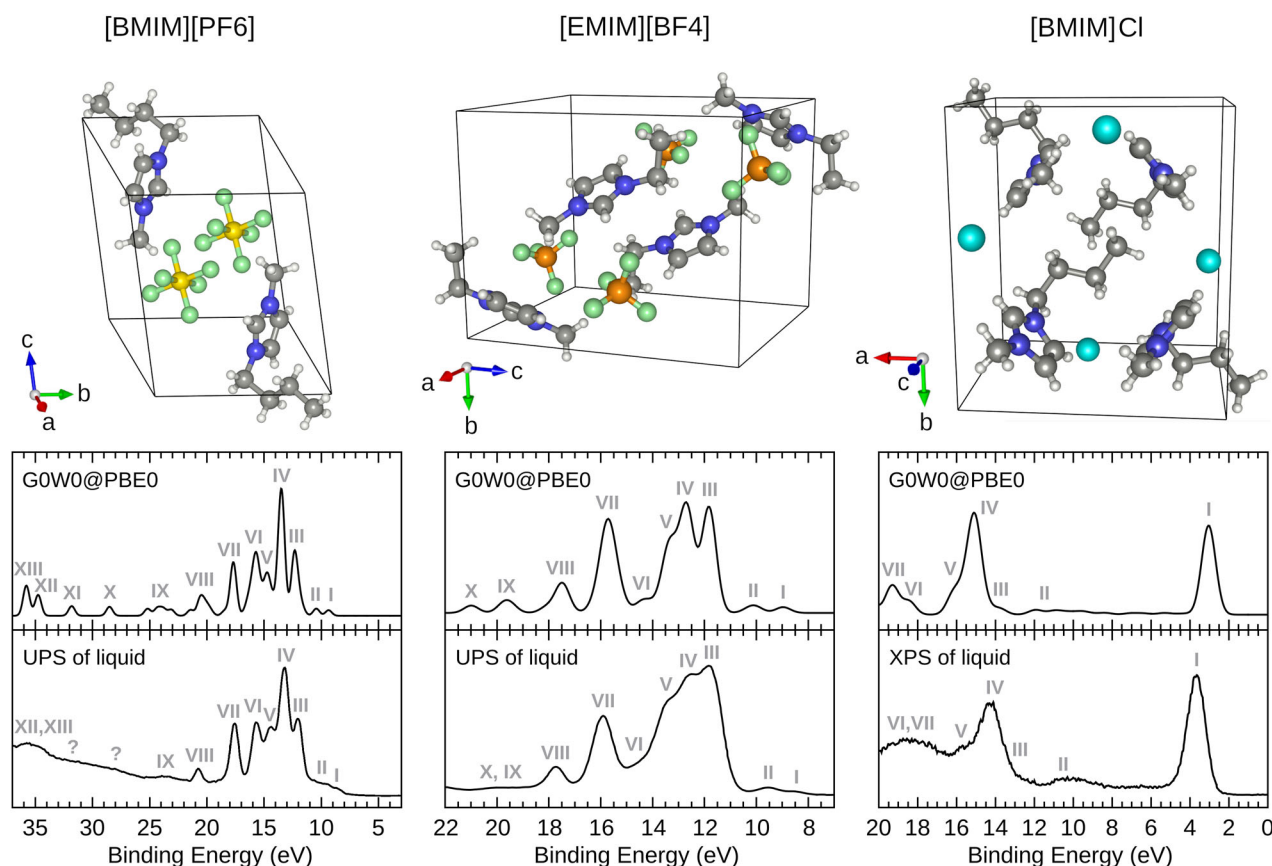 [BMIM][PF6]
[EMIM][BF4]
[BMIM]Cl
c
b
a
a
c
b
a
c
b
G0W0@PBE0
IV
XIII
XII
XI
X
IX
VIII
VII
VI
V
III
II
I
UPS of liquid
IV
XII,XIII
?
?
IX
VIII
VII
VI
V
III
II
I
35 30 25 20 15 10 5
Binding Energy (eV)
G0W0@PBE0
X
IX
VIII
VII
VI
V
IV
III
II
I
UPS of liquid
X, IX
VIII
VII
VI
V
IV
III
II
I
22 20 18 16 14 12 10 8
Binding Energy (eV)
G0W0@PBE0
VII
VI
V
IV
III
II
I
XPS of liquid
VI,VII
V
IV
III
II
I
20 18 16 14 12 10 8 6 4 2 0
Binding Energy (eV)